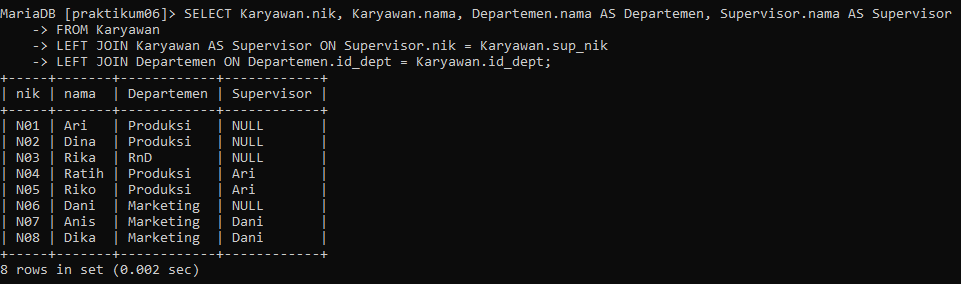 MariaDB [praktikum06]> SELECT Karyawan.nik, Karyawan.nama, Departemen.nama AS Departemen, Supervisor.nama AS Supervisor
    -> FROM Karyawan
    -> LEFT JOIN Karyawan AS Supervisor ON Supervisor.nik = Karyawan.sup_nik
    -> LEFT JOIN Departemen ON Departemen.id_dept = Karyawan.id_dept;
+-----+-------+------------+------------+
| nik | nama  | Departemen | Supervisor |
+-----+-------+------------+------------+
| N01 | Ari   | Produksi   | NULL       |
| N02 | Dina  | Produksi   | NULL       |
| N03 | Rika  | RnD        | NULL       |
| N04 | Ratih | Produksi   | Ari        |
| N05 | Riko  | Produksi   | Ari        |
| N06 | Dani  | Marketing  | NULL       |
| N07 | Anis  | Marketing  | Dani       |
| N08 | Dika  | Marketing  | Dani       |
+-----+-------+------------+------------+
8 rows in set (0.002 sec)